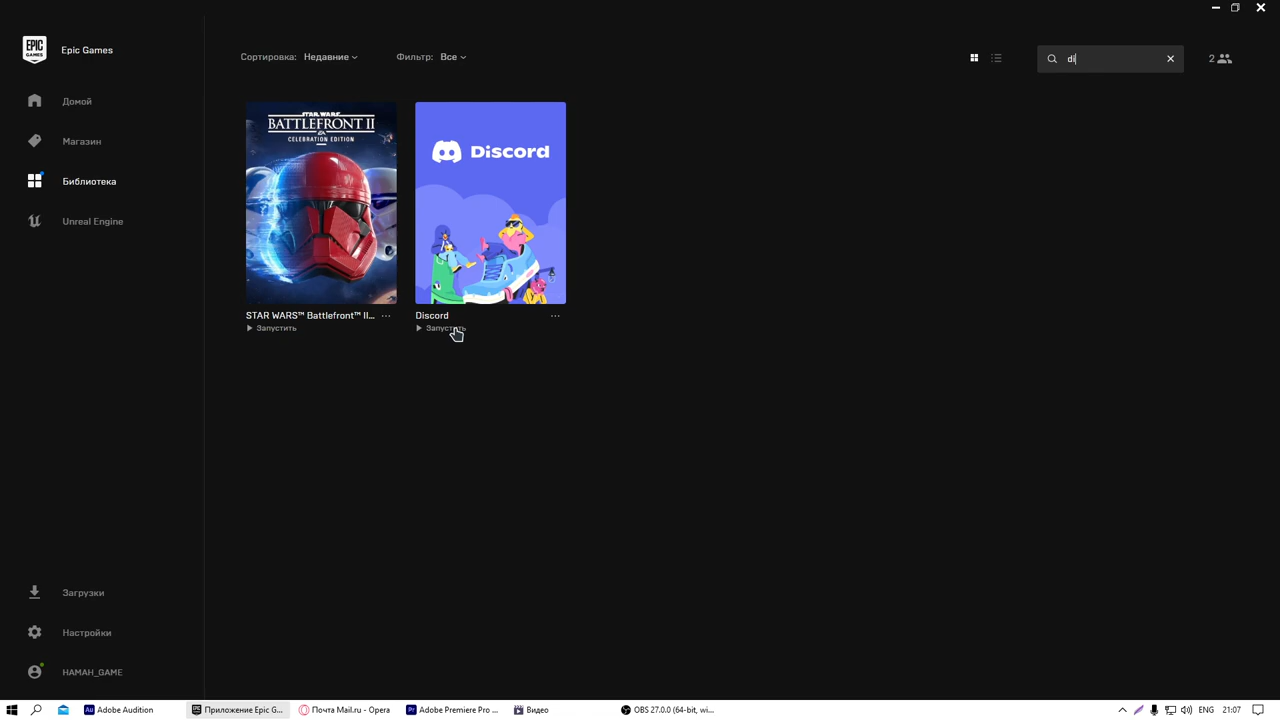 EPIC GAMES
Epic Games
Домой
Магазин
Библиотека
Unreal Engine
Загрузки
Настройки
HAMAH_GAME
Сортировка: Недавние
Фильтр: Все
di
2
STAR WARS
BATTLEFRONT II
CELEBRATION EDITION
STAR WARS™ Battlefront™ II...
Запустить
Discord
Discord
Запустить
Au Adobe Audition
Приложение Epic G...
Почта Mail.ru - Opera
Pr Adobe Premiere Pro ...
Видео
OBS 27.0.0 (64-bit, wi...
ENG
21:07